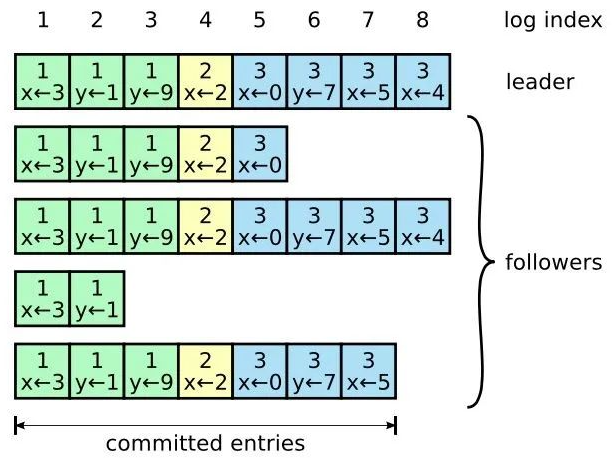 1 2 3 4 5 6 7 8 log index
1 1 1 2 3 3 3 3
x←3 y←1 y←9 x←2 x←0 y←7 x←5 x←4
leader
1 1 1 2 3
x←3 y←1 y←9 x←2 x←0
1 1 1 2 3 3 3 3
x←3 y←1 y←9 x←2 x←0 y←7 x←5 x←4
followers
1 1
x←3 y←1
1 1 1 2 3 3 3
x←3 y←1 y←9 x←2 x←0 y←7 x←5
committed entries